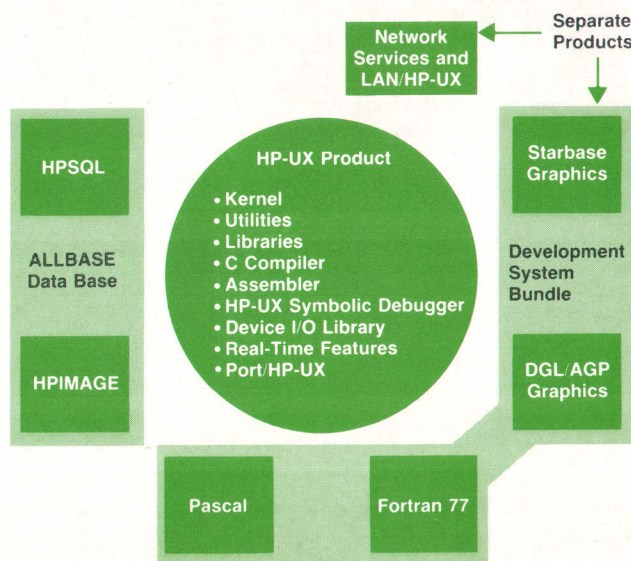 Separate
Products
Network
Services and
LAN/HP-UX
HPSQL
ALLBASE
Data Base
HPIMAGE
HP-UX Product
• Kernel
• Utilities
• Libraries
• C Compiler
• Assembler
• HP-UX Symbolic Debugger
• Device I/O Library
• Real-Time Features
• Port/HP-UX
Starbase
Graphics
Development
System
Bundle
DGL/AGP
Graphics
Pascal
Fortran 77